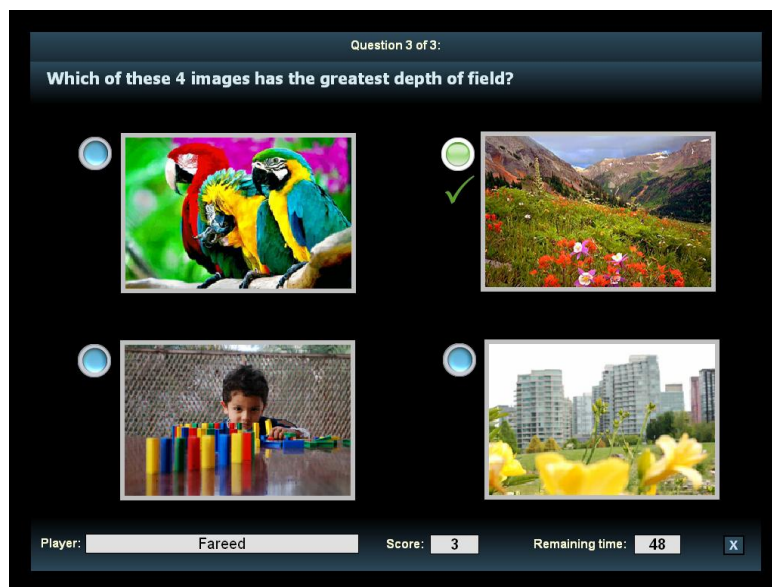 Question 3 of 3:
Which of these 4 images has the greatest depth of field?
Player: Fareed Score: 3 Remaining time: 48 X